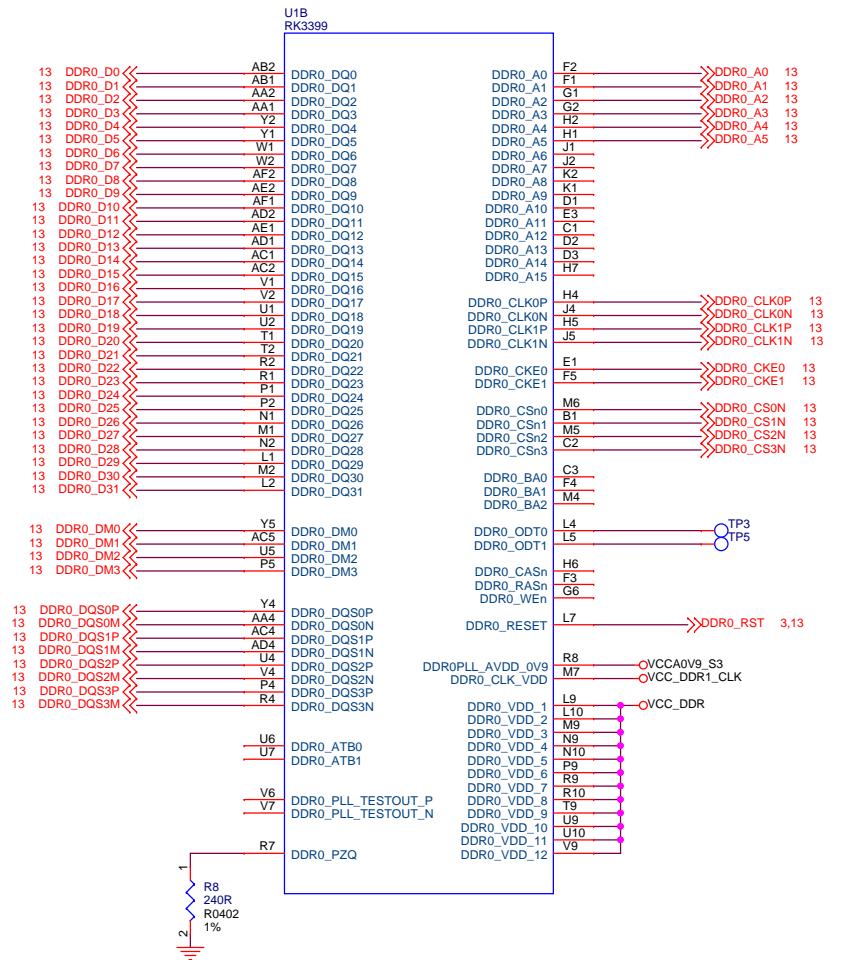 U1B
RK3399
13 DDR0_D0 AB2 DDR0_DQ0 DDR0_A0 F2 DDR0_A0 13
13 DDR0_D1 AB1 DDR0_DQ1 DDR0_A1 F1 DDR0_A1 13
13 DDR0_D2 AA2 DDR0_DQ2 DDR0_A2 G1 DDR0_A2 13
13 DDR0_D3 AA1 DDR0_DQ3 DDR0_A3 G2 DDR0_A3 13
13 DDR0_D4 Y2 DDR0_DQ4 DDR0_A4 H2 DDR0_A4 13
13 DDR0_D5 Y1 DDR0_DQ5 DDR0_A5 H1 DDR0_A5 13
13 DDR0_D6 W1 DDR0_DQ6 DDR0_A6 J1
13 DDR0_D7 W2 DDR0_DQ7 DDR0_A7 J2
13 DDR0_D8 AF2 DDR0_DQ8 DDR0_A8 K2
13 DDR0_D9 AE2 DDR0_DQ9 DDR0_A9 K1
13 DDR0_D10 AF1 DDR0_DQ10 DDR0_A10 D1
13 DDR0_D11 AD2 DDR0_DQ11 DDR0_A11 E3
13 DDR0_D12 AE1 DDR0_DQ12 DDR0_A12 C1
13 DDR0_D13 AD1 DDR0_DQ13 DDR0_A13 D2
13 DDR0_D14 AC1 DDR0_DQ14 DDR0_A14 D3
13 DDR0_D15 AC2 DDR0_DQ15 DDR0_A15 H7
13 DDR0_D16 V1 DDR0_DQ16
13 DDR0_D17 V2 DDR0_DQ17 DDR0_CLK0P H4 DDR0_CLK0P 13
13 DDR0_D18 U1 DDR0_DQ18 DDR0_CLK0N J4 DDR0_CLK0N 13
13 DDR0_D19 U2 DDR0_DQ19 DDR0_CLK1P H5 DDR0_CLK1P 13
13 DDR0_D20 T1 DDR0_DQ20 DDR0_CLK1N J5 DDR0_CLK1N 13
13 DDR0_D21 T2 DDR0_DQ21
13 DDR0_D22 R2 DDR0_DQ22 DDR0_CKE0 E1 DDR0_CKE0 13
13 DDR0_D23 R1 DDR0_DQ23 DDR0_CKE1 F5 DDR0_CKE1 13
13 DDR0_D24 P1 DDR0_DQ24
13 DDR0_D25 P2 DDR0_DQ25 DDR0_CSn0 M6 DDR0_CS0N 13
13 DDR0_D26 N1 DDR0_DQ26 DDR0_CSn1 B1 DDR0_CS1N 13
13 DDR0_D27 M1 DDR0_DQ27 DDR0_CSn2 M5 DDR0_CS2N 13
13 DDR0_D28 N2 DDR0_DQ28 DDR0_CSn3 C2 DDR0_CS3N 13
13 DDR0_D29 L1 DDR0_DQ29
13 DDR0_D30 M2 DDR0_DQ30 DDR0_BA0 C3
13 DDR0_D31 L2 DDR0_DQ31 DDR0_BA1 F4
DDR0_BA2 M4
13 DDR0_DM0 Y5 DDR0_DM0 DDR0_ODT0 L4 TP3
13 DDR0_DM1 AC5 DDR0_DM1 DDR0_ODT1 L5 TP5
13 DDR0_DM2 U5 DDR0_DM2
13 DDR0_DM3 P5 DDR0_DM3 DDR0_CASn H6
DDR0_RASn F3
DDR0_WEn G6
13 DDR0_DQS0P Y4 DDR0_DQS0P
13 DDR0_DQS0M AA4 DDR0_DQS0N DDR0_RESET L7 DDR0_RST 3,13
13 DDR0_DQS1P AC4 DDR0_DQS1P
13 DDR0_DQS1M AD4 DDR0_DQS1N
13 DDR0_DQS2P U4 DDR0_DQS2P DDR0PLL_AVDD_0V9 R8 VCCA0V9_S3
13 DDR0_DQS2M V4 DDR0_DQS2N DDR0_CLK_VDD M7 VCC_DDR1_CLK
13 DDR0_DQS3P P4 DDR0_DQS3P
13 DDR0_DQS3M R4 DDR0_DQS3N DDR0_VDD_1 L9 VCC_DDR
DDR0_VDD_2 L10
DDR0_VDD_3 M9
U6 DDR0_ATB0 DDR0_VDD_4 N9
U7 DDR0_ATB1 DDR0_VDD_5 N10
DDR0_VDD_6 P9
DDR0_VDD_7 R9
V6 DDR0_PLL_TESTOUT_P DDR0_VDD_8 R10
V7 DDR0_PLL_TESTOUT_N DDR0_VDD_9 T9
DDR0_VDD_10 U9
DDR0_VDD_11 U10
R7 DDR0_PZQ DDR0_VDD_12 V9
1
R8
240R
R0402
1%
2